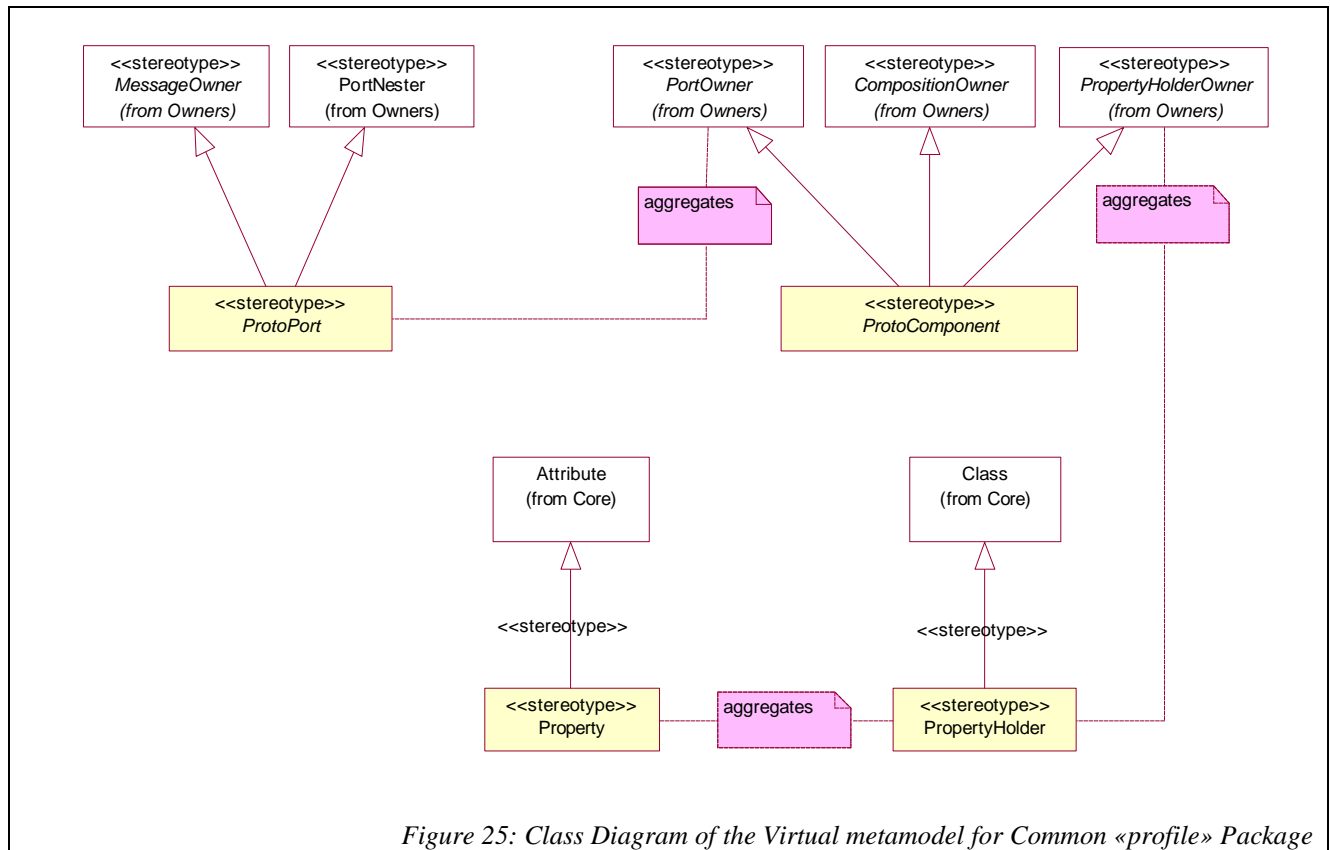 <<stereotype>>
MessageOwner
(from Owners)
<<stereotype>>
PortNester
(from Owners)
<<stereotype>>
PortOwner
(from Owners)
<<stereotype>>
CompositionOwner
(from Owners)
<<stereotype>>
PropertyHolderOwner
(from Owners)
aggregates
aggregates
<<stereotype>>
ProtoPort
<<stereotype>>
ProtoComponent
Attribute
(from Core)
Class
(from Core)
<<stereotype>>
<<stereotype>>
<<stereotype>>
Property
aggregates
<<stereotype>>
PropertyHolder
Figure 25: Class Diagram of the Virtual metamodel for Common «profile» Package